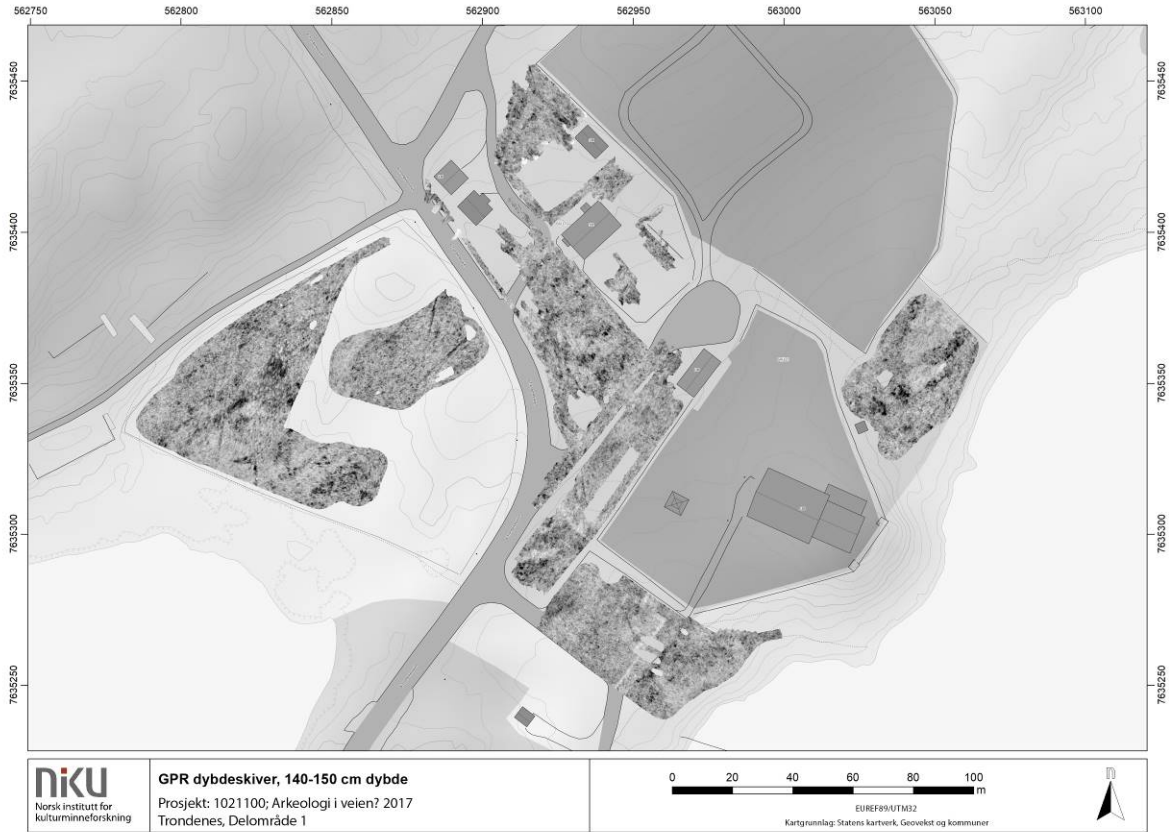 562750 562800 562850 562900 562950 563000 563050 563100
7635450 7635450
7635400 7635400
7635350 7635350
7635300 7635300
7635250 7635250
niKU
Norsk institutt for
kulturminneforskning
GPR dybdeskiver, 140-150 cm dybde
Prosjekt: 1021100; Arkeologi i veien? 2017
Trondenes, Delområde 1
0 20 40 60 80 100
m
EUREF89/UTM32
Kartgrunnlag: Statens kartverk, Geovekst og kommuner
n